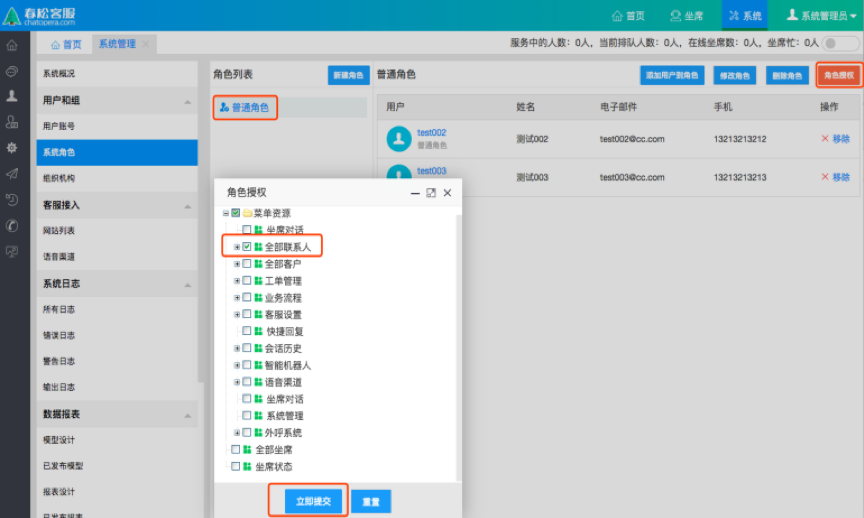 春松客服
chatopera.com
首页 坐席 系统 系统管理员
首页 系统管理
服务中的人数: 0人, 当前排队人数: 0人, 在线坐席数: 0人, 坐席忙: 0人
系统概况
用户和组
用户账号
系统角色
组织机构
客服接入
网站列表
语音渠道
系统日志
所有日志
错误日志
警告日志
输出日志
数据报表
模型设计
已发布模型
报表设计
已发布报表
角色列表 新建角色
普通角色
普通角色 添加用户到角色 修改角色 删除角色 角色授权
用户 姓名 电子邮件 手机 操作
test002
普通角色
测试002 test002@cc.com 13213213212 移除
test003
测试003 test003@cc.com 13213213213 移除
角色授权
菜单资源
坐席对话
全部联系人
全部客户
工单管理
业务流程
客服设置
快捷回复
会话历史
智能机器人
语音渠道
坐席对话
系统管理
外呼系统
全部坐席
坐席状态
立即提交 重置